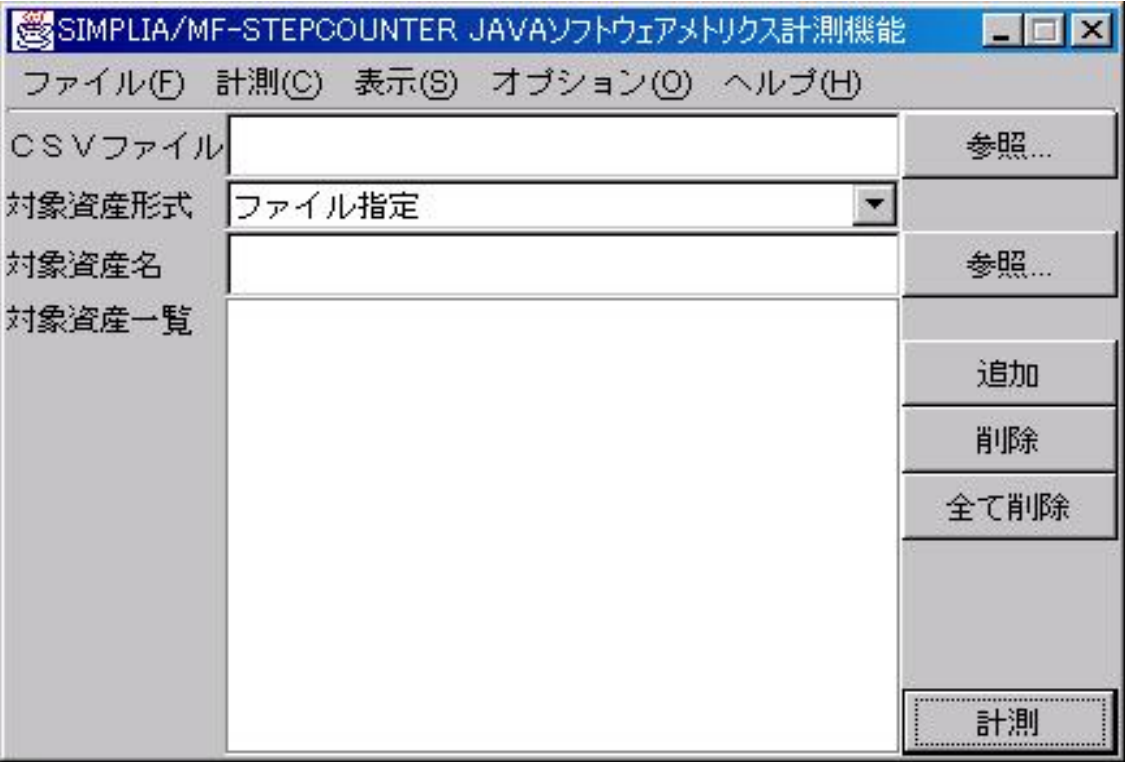 SIMPLIA/MF-STEPCOUNTER JAVAソフトウェアメトリクス計測機能
ファイル(F) 計測(C) 表示(S) オプション(O) ヘルプ(H)
ＣＳＶファイル 参照...
対象資産形式 ファイル指定
対象資産名 参照...
対象資産一覧
追加
削除
全て削除
計測